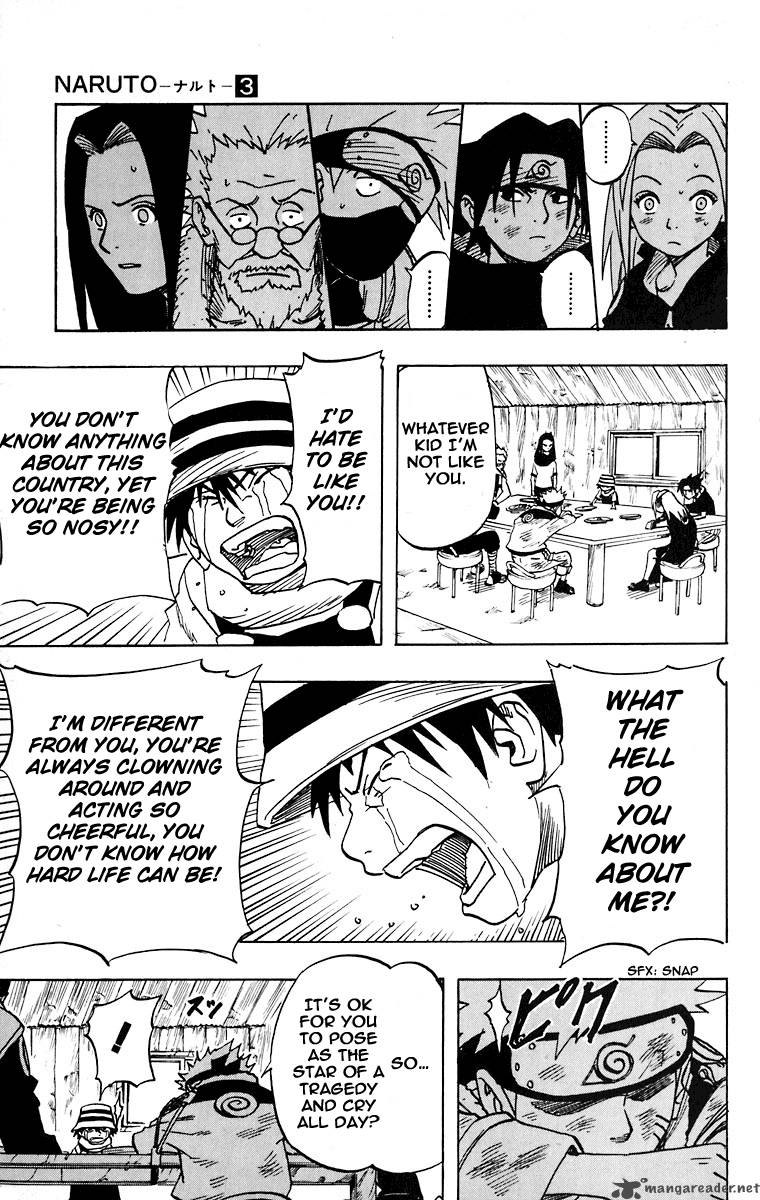 NARUTO—ナルト—3
………
………
WHATEVER
KID I'M
NOT LIKE
YOU.
I'D
HATE
TO BE
LIKE
YOU!!
YOU DON'T
KNOW ANYTHING
ABOUT THIS
COUNTRY, YET
YOU'RE BEING
SO NOSY!!
WHAT
THE
HELL
DO
YOU
KNOW
ABOUT
ME?!
I'M DIFFERENT
FROM YOU, YOU'RE
ALWAYS CLOWNING
AROUND AND
ACTING SO
CHEERFUL, YOU
DON'T KNOW HOW
HARD LIFE CAN BE!
SFX: SNAP
ピク
SO...
IT'S OK
FOR YOU
TO POSE
AS THE
STAR OF A
TRAGEDY
AND CRY
ALL DAY?
スッ
!
mangareader.net